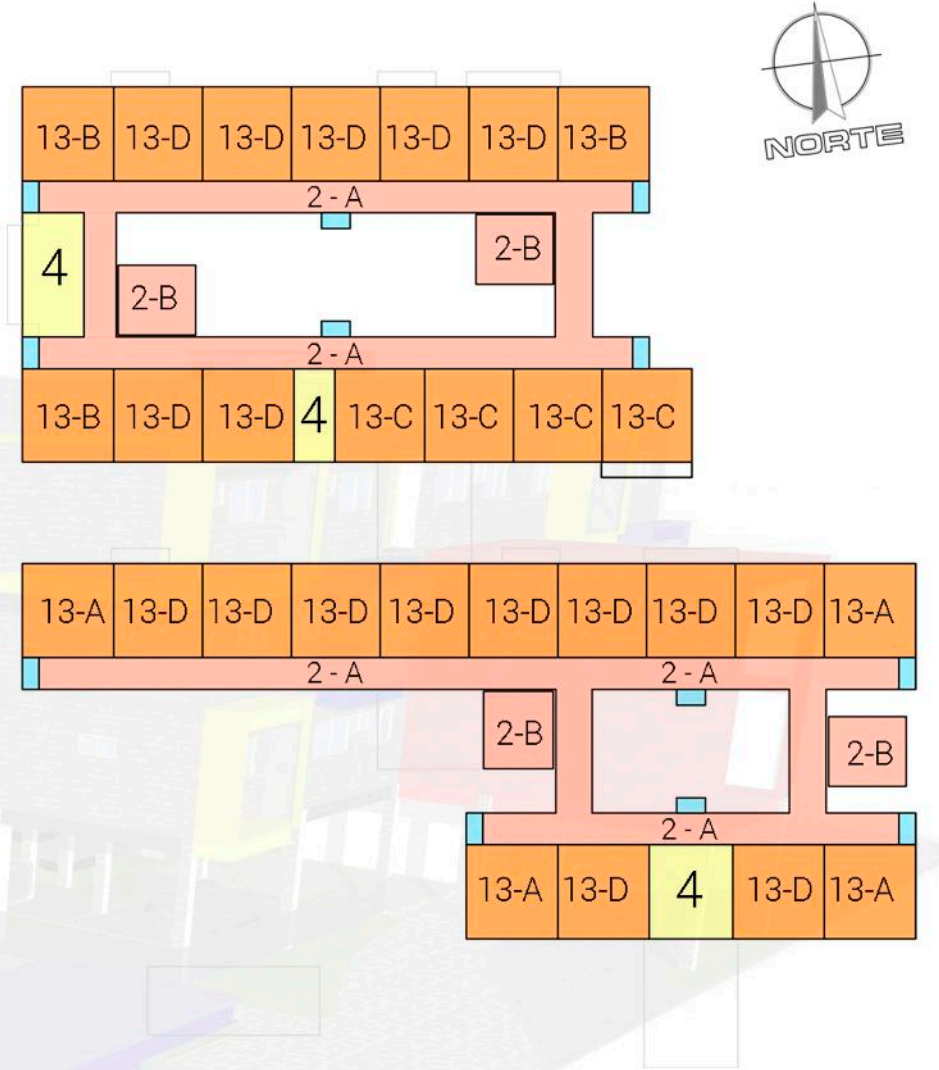 NORTE
13-B 13-D 13-D 13-D 13-D 13-D 13-B
2 - A
4
2-B
2-B
2 - A
13-B 13-D 13-D 4 13-C 13-C 13-C 13-C
13-A 13-D 13-D 13-D 13-D 13-D 13-D 13-D 13-D 13-A
2 - A 2 - A
2-B 2-B
2 - A
13-A 13-D 4 13-D 13-A